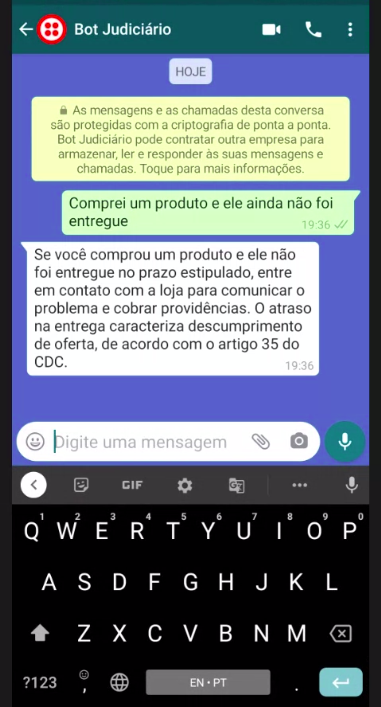 Bot Judiciário
HOJE
As mensagens e as chamadas desta conversa
são protegidas com a criptografia de ponta a ponta.
Bot Judiciário pode contratar outra empresa para
armazenar, ler e responder às suas mensagens e
chamadas. Toque para mais informações.
Comprei um produto e ele ainda não foi
entregue
19:36
Se você comprou um produto e ele não
foi entregue no prazo estipulado, entre
em contato com a loja para comunicar o
problema e cobrar providências. O atraso
na entrega caracteriza descumprimento
de oferta, de acordo com o artigo 35 do
CDC.
19:36
Digite uma mensagem
GIF
1 2 3 4 5 6 7 8 9 0
Q W E R T Y U I O P
A S D F G H J K L
Z X C V B N M
?123 , EN • PT .